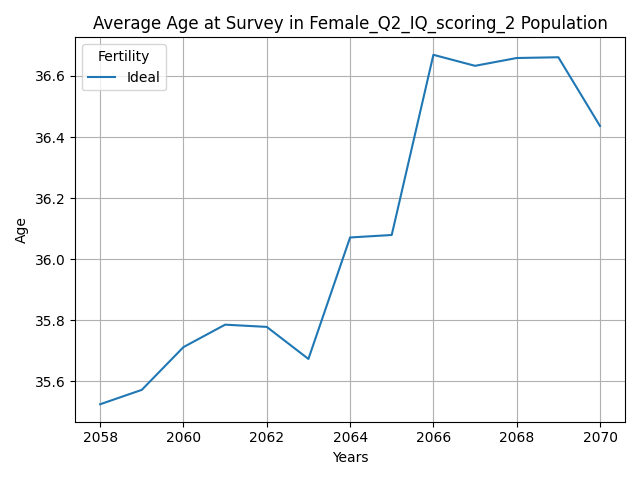 Average Age at Survey in Female_Q2_IQ_scoring_2 Population
Fertility
Ideal
36.6
36.4
36.2
36.0
35.8
35.6
Age
2058 2060 2062 2064 2066 2068 2070
Years